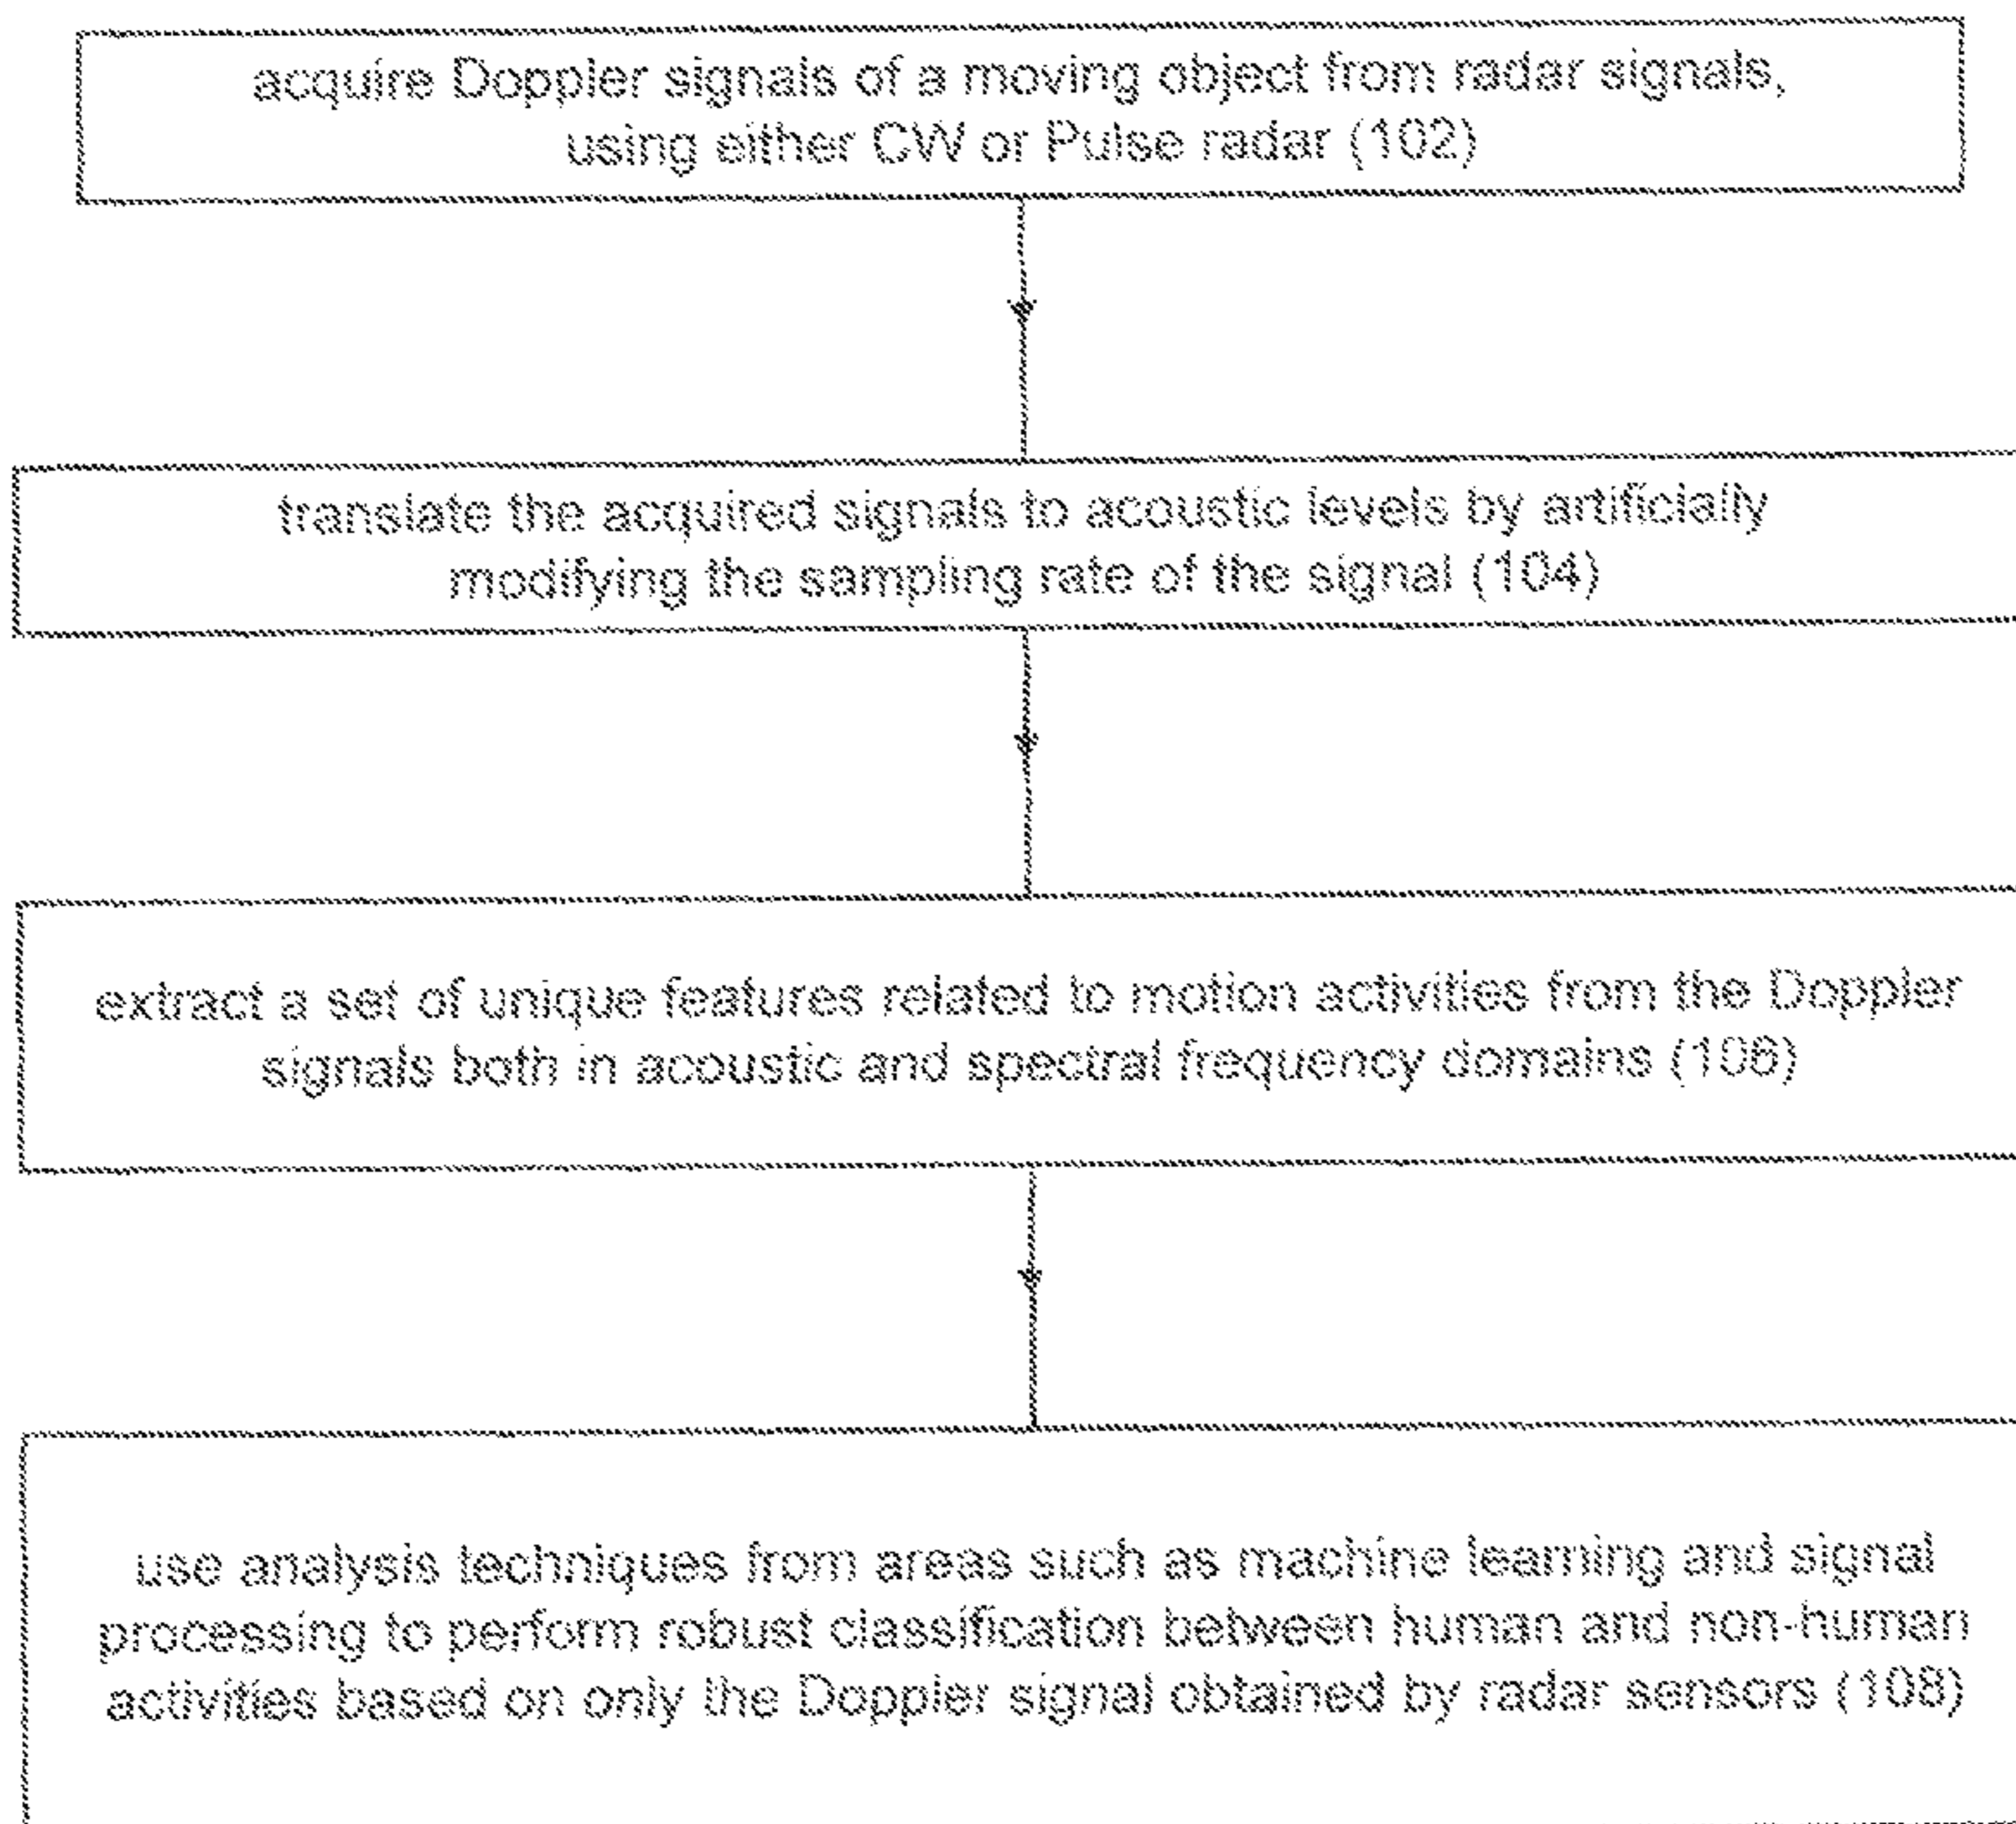 acquire Doppler signals of a moving object from radar signals,
using either CW or Pulse radar (102)
translate the acquired signals to acoustic levels by artificially
modifying the sampling rate of the signal (104)
extract a set of unique features related to motion activities from the Doppler
signals both in acoustic and spectral frequency domains (106)
use analysis techniques from areas such as machine learning and signal
processing to perform robust classification between human and non-human
activities based on only the Doppler signal obtained by radar sensors (108)